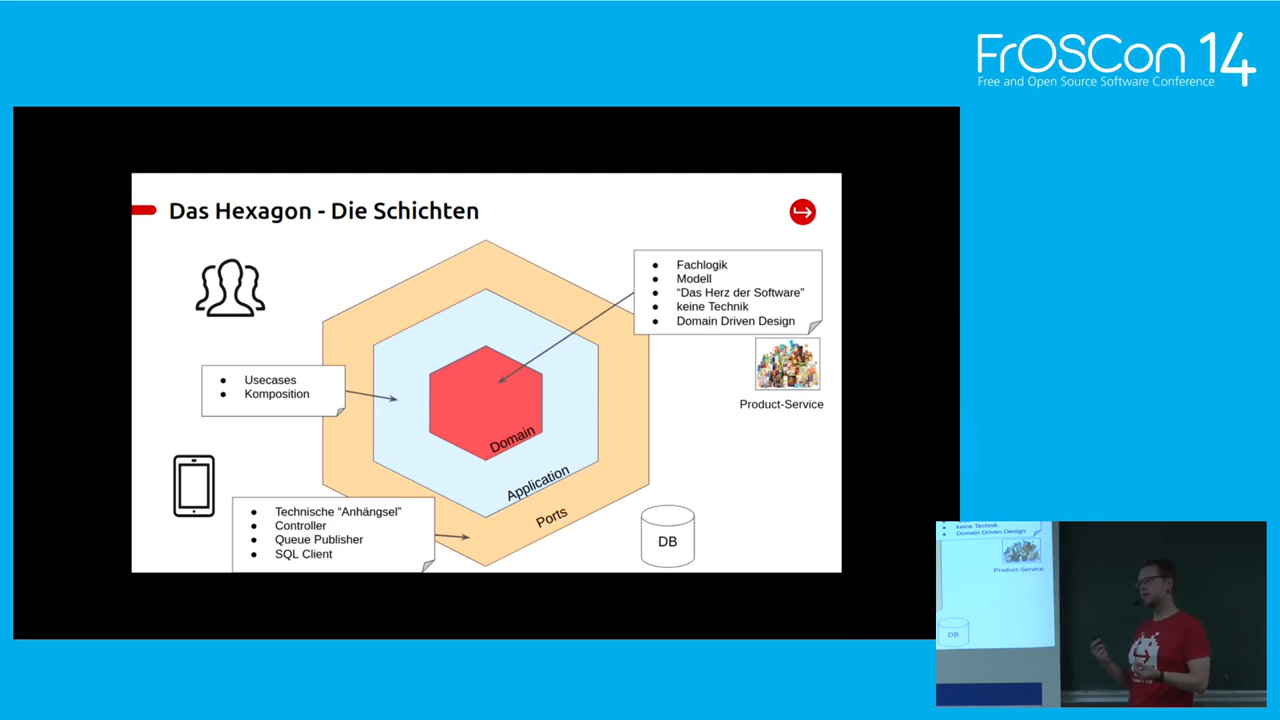 FrOSCon 14
Free and Open Source Software Conference
Das Hexagon - Die Schichten
Fachlogik
Modell
“Das Herz der Software”
keine Technik
Domain Driven Design
Product-Service
Usecases
Komposition
Domain
Application
Ports
Technische “Anhängsel”
Controller
Queue Publisher
SQL Client
DB
keine Technik
Domain Driven Design
Product-Service
DB